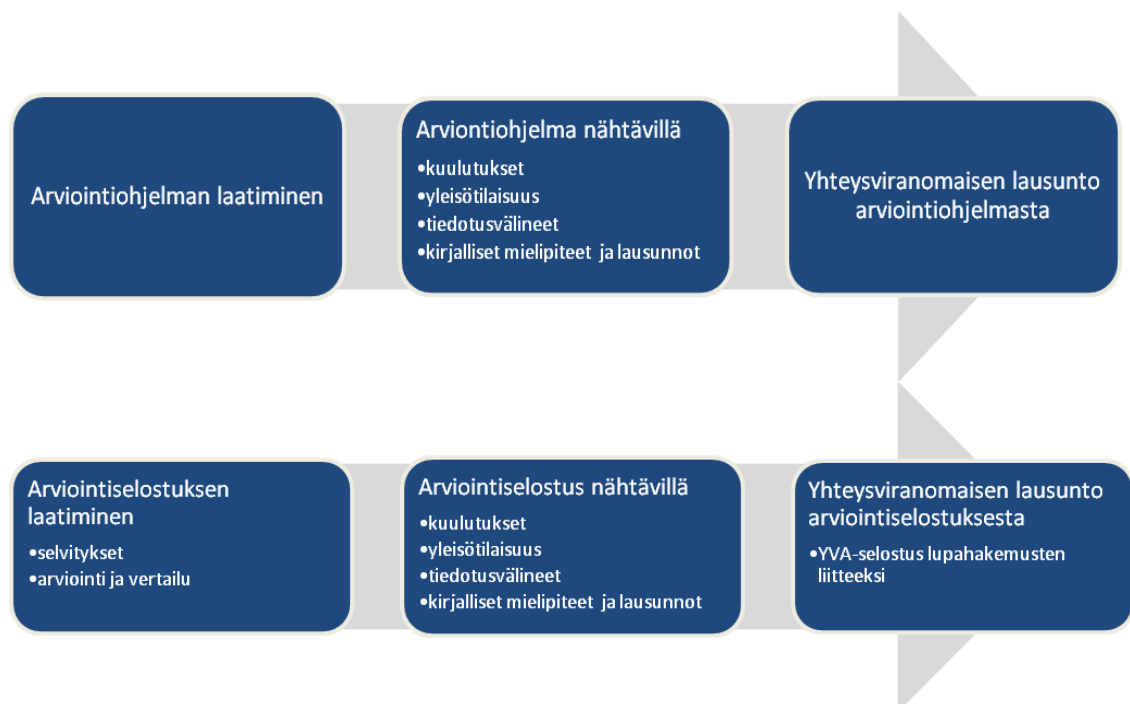 Arviointiohjelman laatiminen
Arviontiohjelma nähtävillä
•kuulutukset
•yleisötilaisuus
•tiedotusvälineet
•kirjalliset mielipiteet ja lausunnot
Yhteysviranomaisen lausunto
arviointiohjelmasta
Arviointiselostuksen
laatiminen
•selvitykset
•arviointi ja vertailu
Arviointiselostus nähtävillä
•kuulutukset
•yleisötilaisuus
•tiedotusvälineet
•kirjalliset mielipiteet ja lausunnot
Yhteysviranomaisen lausunto
arviointiselostuksesta
•YVA-selostus lupahakemusten
liitteeksi